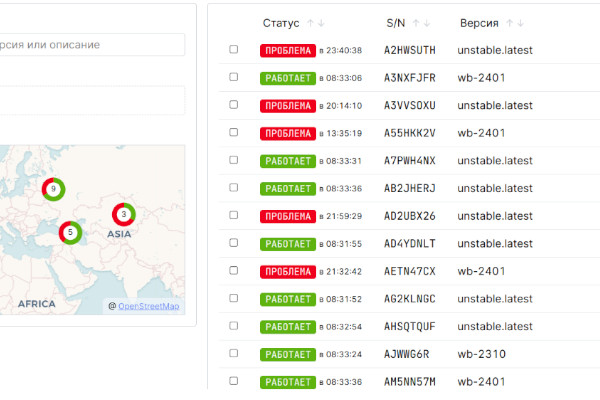 рсия или описание
9
3
5
ASIA
AFRICA
@ OpenStreetMap
Статус ↑↓ S/N ↑↓ Версия ↑↓
ПРОБЛЕМА в 23:40:38 A2HWSUTH unstable.latest
РАБОТАЕТ в 08:33:06 A3NXFJFR wb-2401
ПРОБЛЕМА в 20:14:10 A3VVSOXU unstable.latest
ПРОБЛЕМА в 13:35:19 A55HKK2V wb-2401
РАБОТАЕТ в 08:33:31 A7PWH4NX unstable.latest
РАБОТАЕТ в 08:33:36 AB2JHERJ unstable.latest
ПРОБЛЕМА в 21:59:29 AD2UBX26 unstable.latest
РАБОТАЕТ в 08:31:55 AD4YDNLT unstable.latest
ПРОБЛЕМА в 21:32:42 AETN47CX wb-2401
РАБОТАЕТ в 08:31:52 AG2KLNGC unstable.latest
РАБОТАЕТ в 08:32:54 AHSQTQUF unstable.latest
РАБОТАЕТ в 08:33:24 AJWWG6R wb-2310
РАБОТАЕТ в 08:33:36 AM5NN57M wb-2401